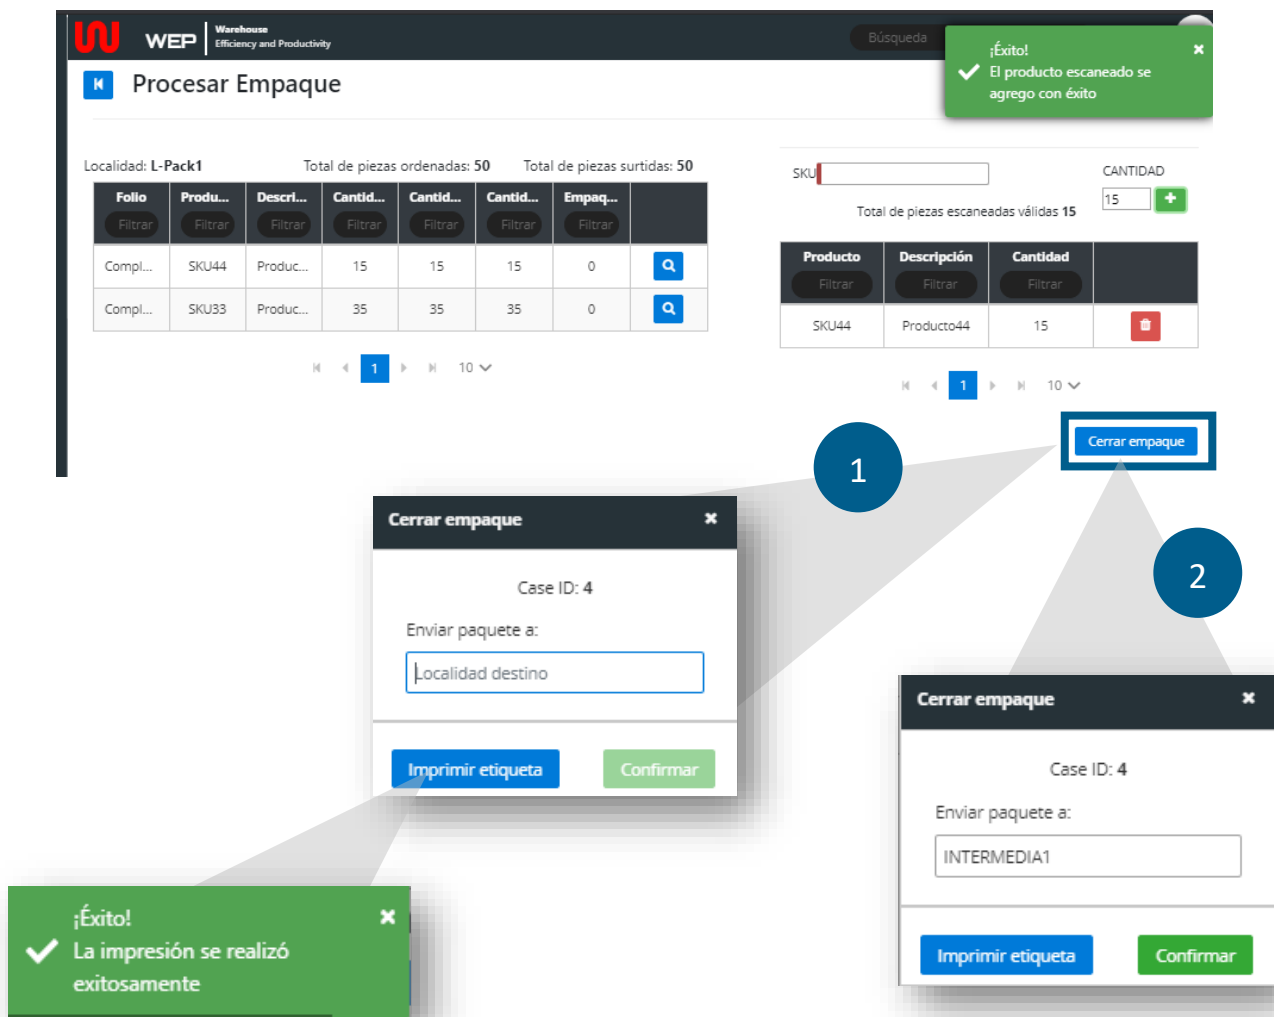 WEP
Warehouse
Efficiency and Productivity
Búsqueda
¡Éxito!
El producto escaneado se
agrego con éxito
Procesar Empaque
Localidad: L-Pack1
Total de piezas ordenadas: 50
Total de piezas surtidas: 50
Folio Produ... Descri... Cantid... Cantid... Cantid... Empaq...
Filtrar Filtrar Filtrar Filtrar Filtrar Filtrar Filtrar
Compl... SKU44 Produc... 15 15 15 0
Compl... SKU33 Produc... 35 35 35 0
1 10
SKU
CANTIDAD
15
Total de piezas escaneadas válidas 15
Producto Descripción Cantidad
Filtrar Filtrar Filtrar
SKU44 Producto44 15
1 10
Cerrar empaque
1
2
Cerrar empaque
Case ID: 4
Enviar paquete a:
Localidad destino
Imprimir etiqueta Confirmar
¡Éxito!
La impresión se realizó
exitosamente
Cerrar empaque
Case ID: 4
Enviar paquete a:
INTERMEDIA1
Imprimir etiqueta Confirmar